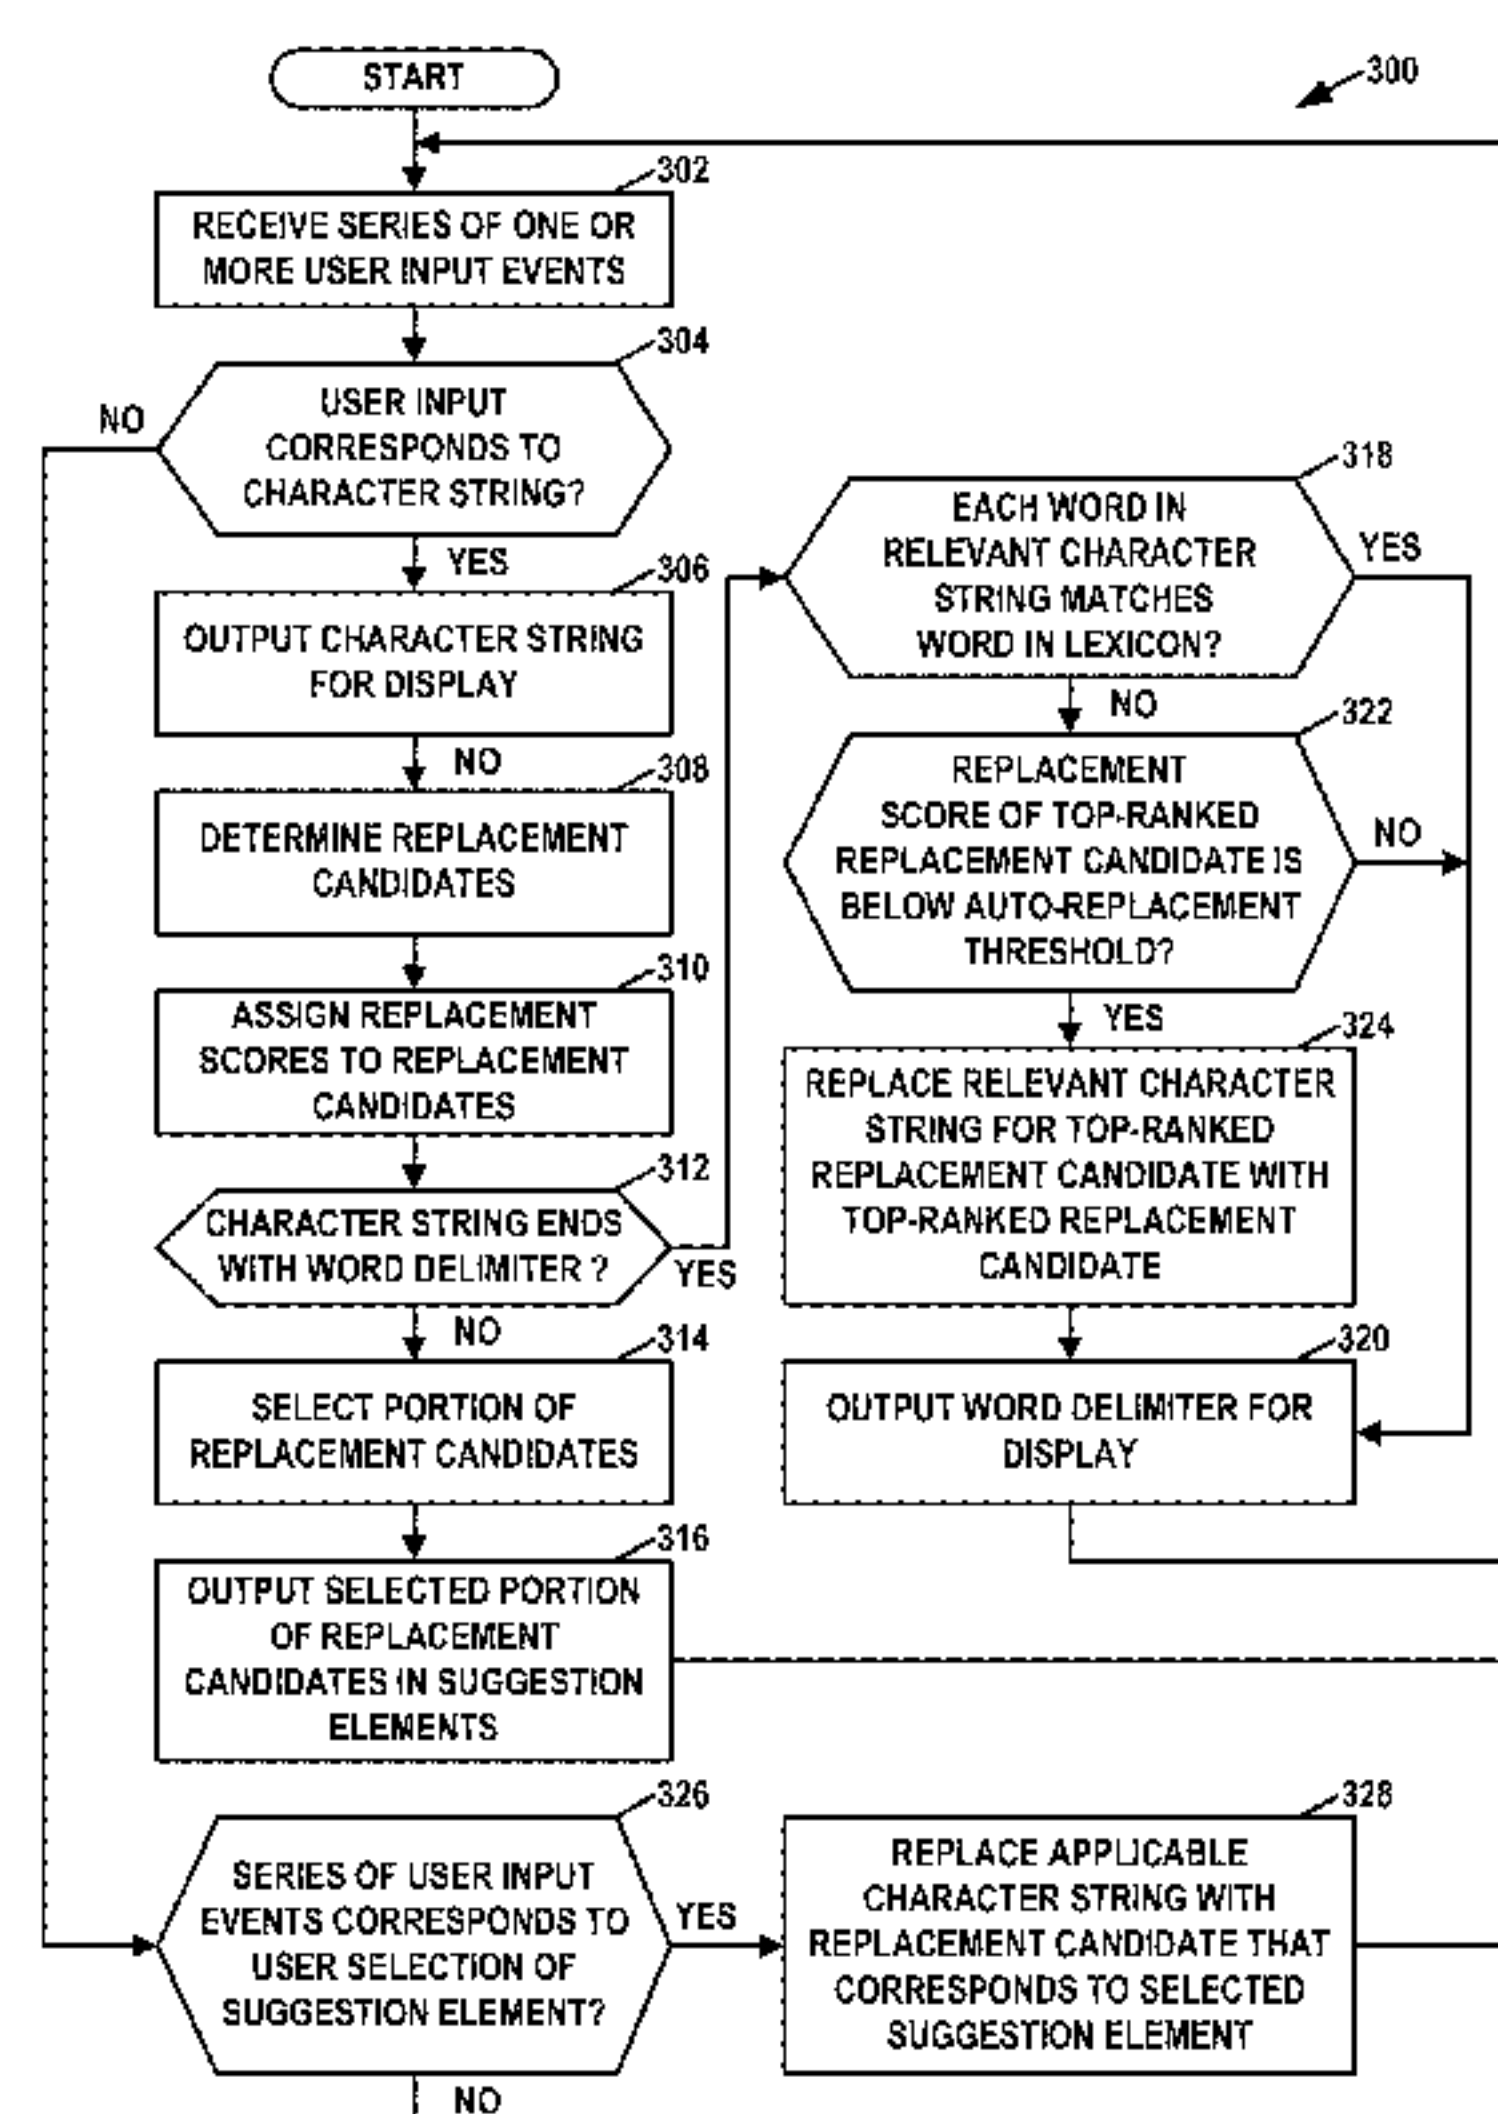 START
300
302
RECEIVE SERIES OF ONE OR
MORE USER INPUT EVENTS
304
USER INPUT
CORRESPONDS TO
CHARACTER STRING?
NO
YES
306
OUTPUT CHARACTER STRING
FOR DISPLAY
NO
308
DETERMINE REPLACEMENT
CANDIDATES
310
ASSIGN REPLACEMENT
SCORES TO REPLACEMENT
CANDIDATES
312
CHARACTER STRING ENDS
WITH WORD DELIMITER ?
YES
NO
314
SELECT PORTION OF
REPLACEMENT CANDIDATES
316
OUTPUT SELECTED PORTION
OF REPLACEMENT
CANDIDATES IN SUGGESTION
ELEMENTS
318
EACH WORD IN
RELEVANT CHARACTER
STRING MATCHES
WORD IN LEXICON?
YES
NO
322
REPLACEMENT
SCORE OF TOP-RANKED
REPLACEMENT CANDIDATE IS
BELOW AUTO-REPLACEMENT
THRESHOLD?
NO
YES
324
REPLACE RELEVANT CHARACTER
STRING FOR TOP-RANKED
REPLACEMENT CANDIDATE WITH
TOP-RANKED REPLACEMENT
CANDIDATE
320
OUTPUT WORD DELIMITER FOR
DISPLAY
326
SERIES OF USER INPUT
EVENTS CORRESPONDS TO
USER SELECTION OF
SUGGESTION ELEMENT?
YES
NO
328
REPLACE APPLICABLE
CHARACTER STRING WITH
REPLACEMENT CANDIDATE THAT
CORRESPONDS TO SELECTED
SUGGESTION ELEMENT